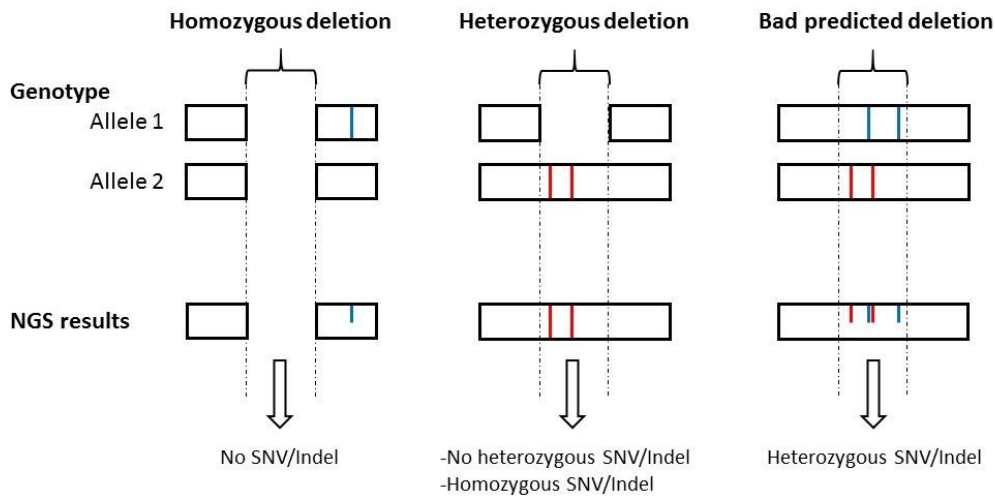 Homozygous deletion
Heterozygous deletion
Bad predicted deletion
Genotype
Allele 1
Allele 2
NGS results
No SNV/Indel
-No heterozygous SNV/Indel
-Homozygous SNV/Indel
Heterozygous SNV/Indel